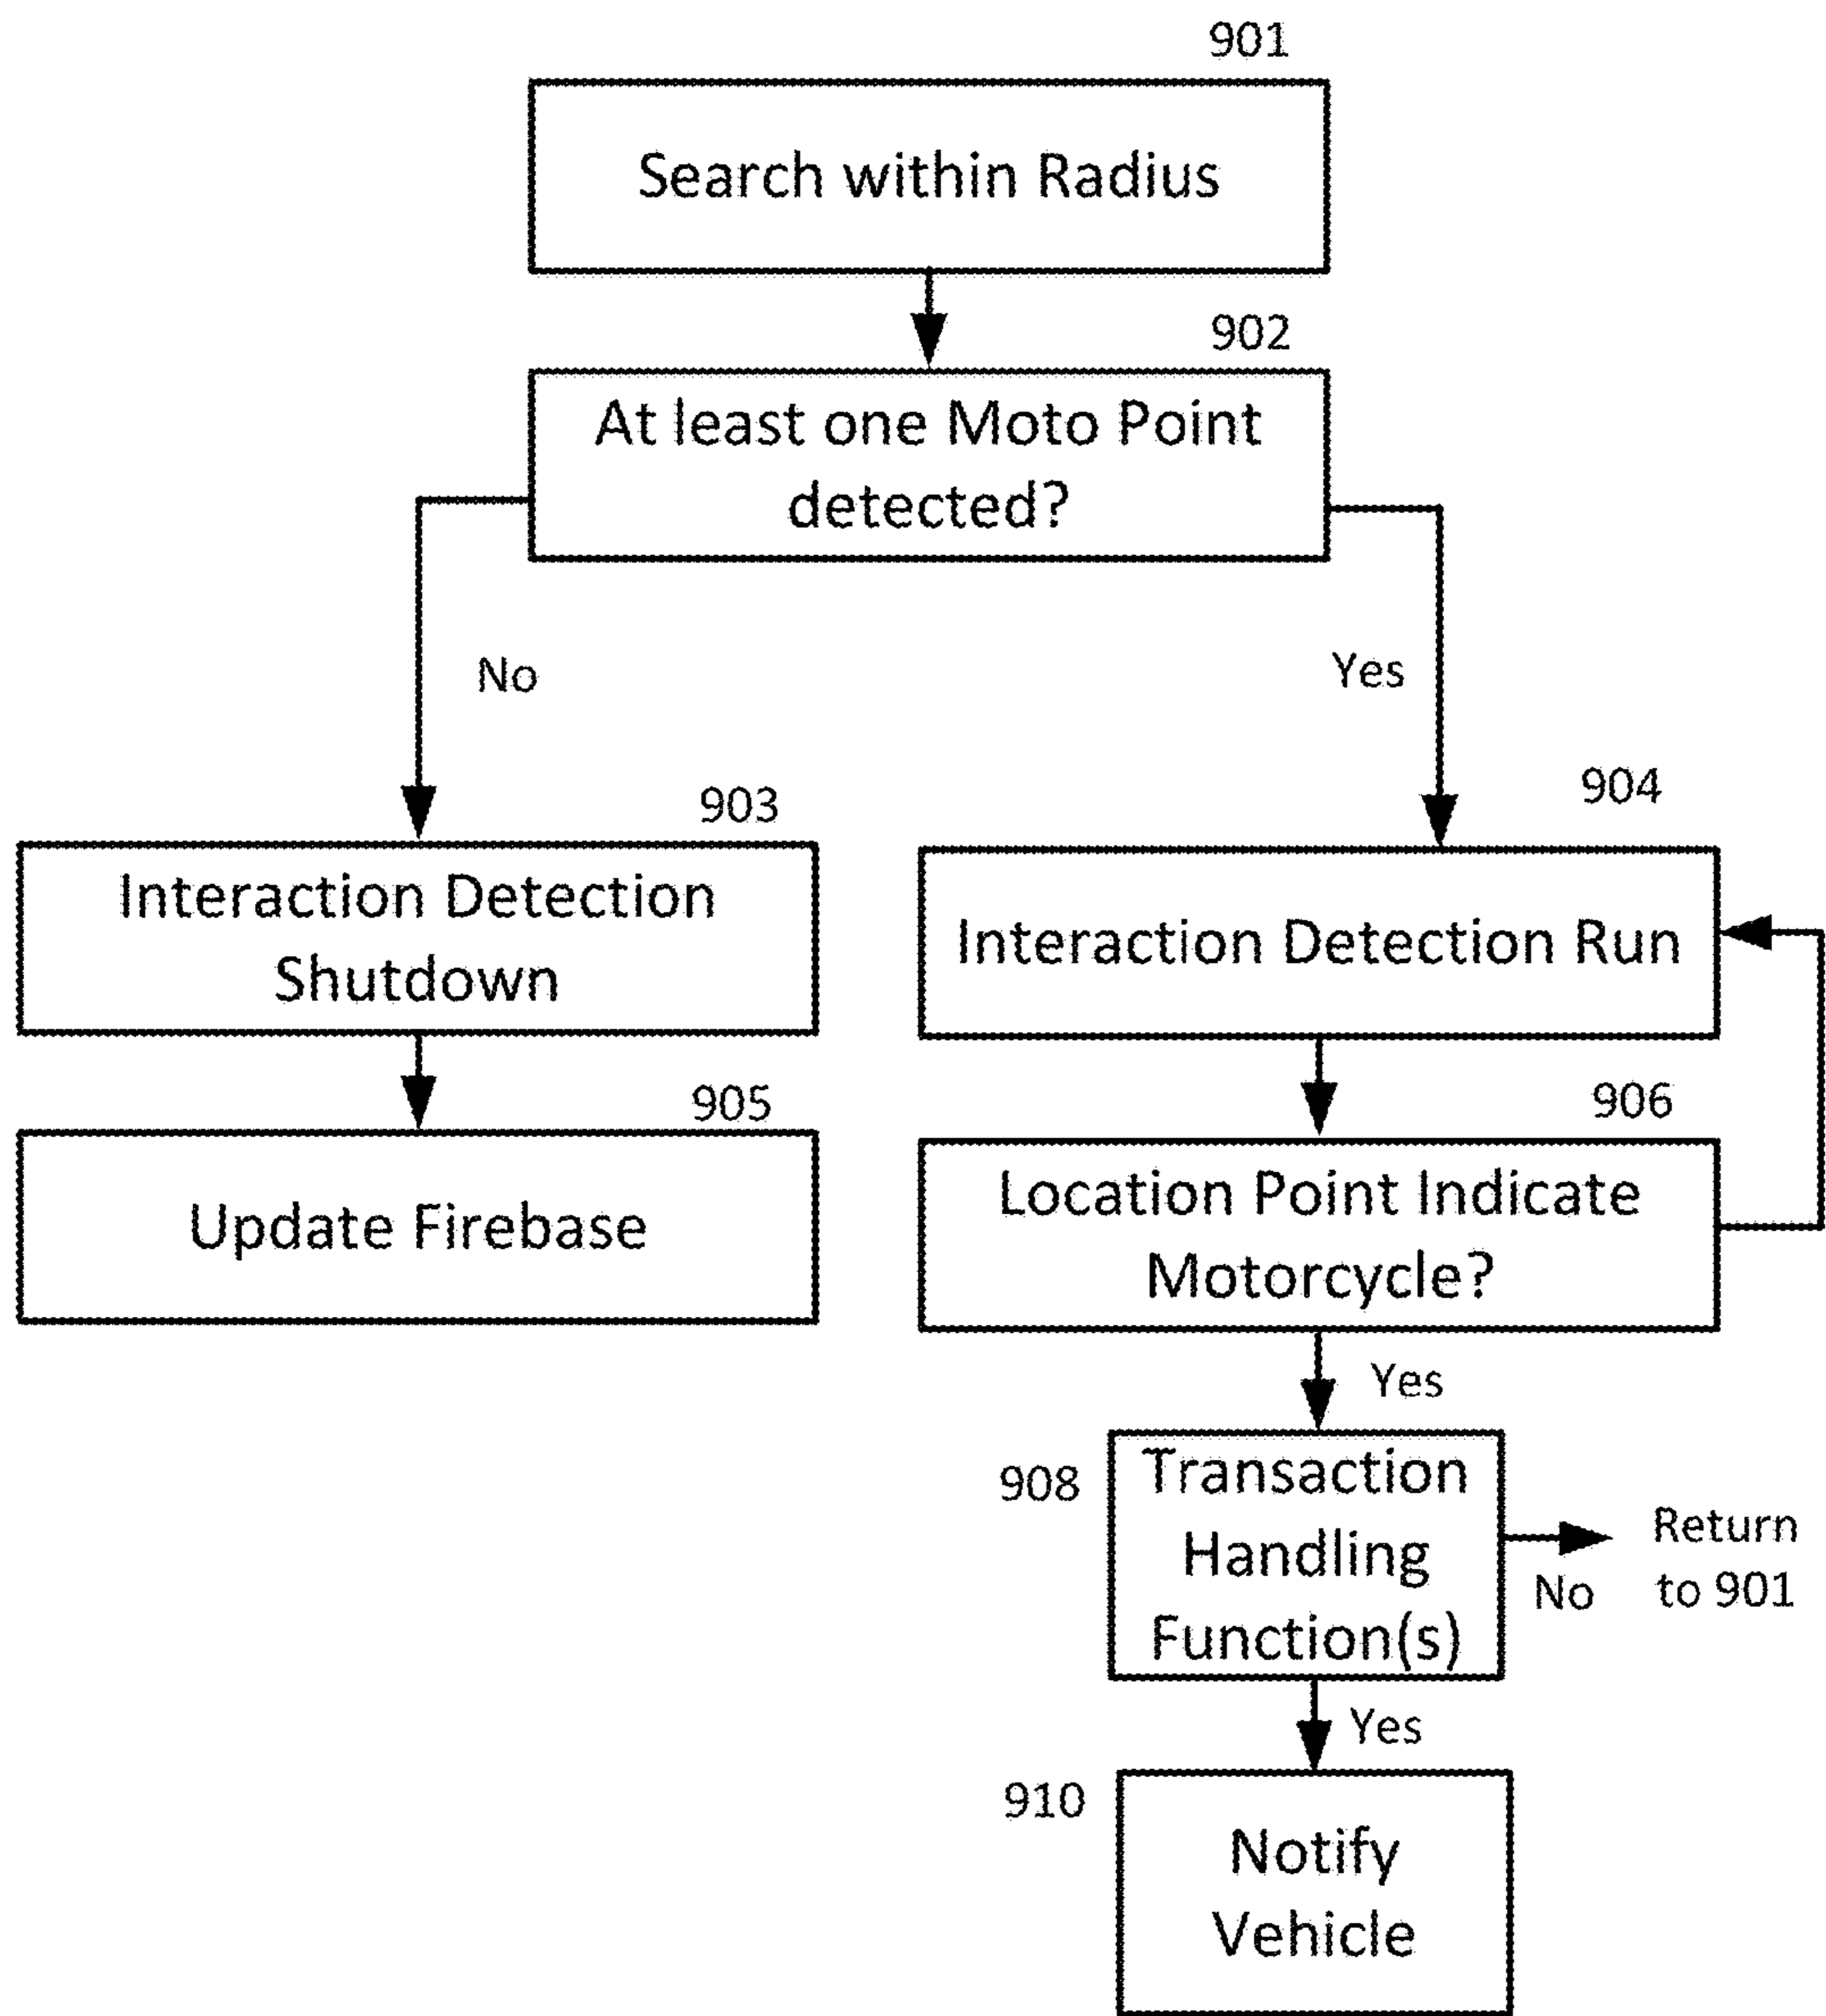 901
Search within Radius
902
At least one Moto Point
detected?
No
Yes
903
Interaction Detection
Shutdown
904
Interaction Detection Run
905
Update Firebase
906
Location Point Indicate
Motorcycle?
Yes
908
Transaction
Handling
Function(s)
No
Return
to 901
Yes
910
Notify
Vehicle